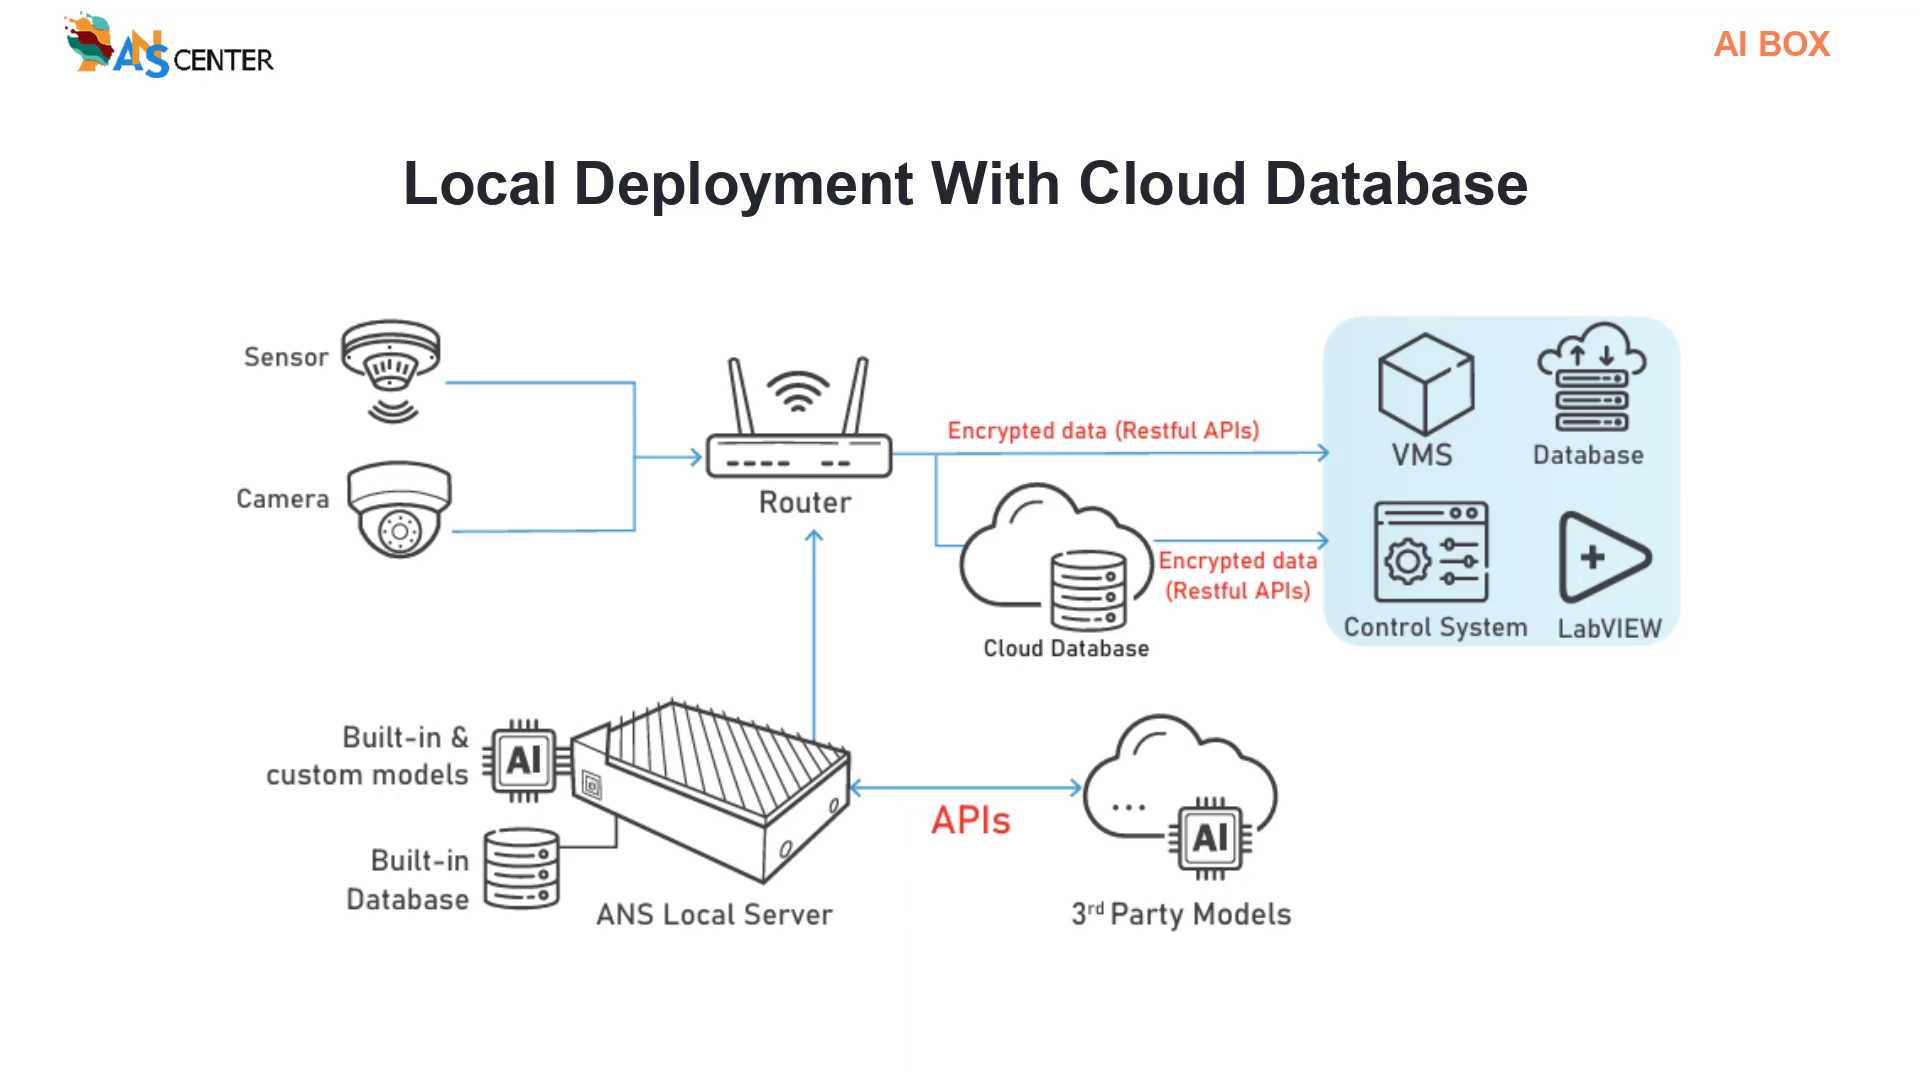 ANS CENTER
AI BOX
Local Deployment With Cloud Database
Sensor
Camera
Router
Encrypted data (Restful APIs)
Encrypted data
(Restful APIs)
Cloud Database
VMS
Database
Control System
LabVIEW
Built-in &
custom models
AI
Built-in
Database
ANS Local Server
APIs
AI
3rd Party Models